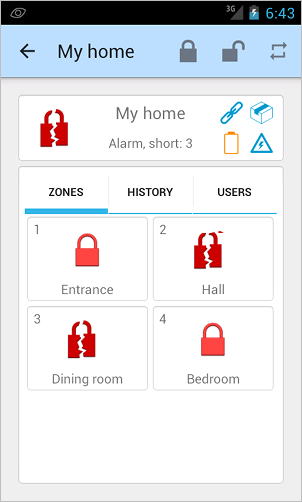 3G 6:43
My home
My home
Alarm, short: 3
ZONES HISTORY USERS
1 2
Entrance Hall
3 4
Dining room Bedroom